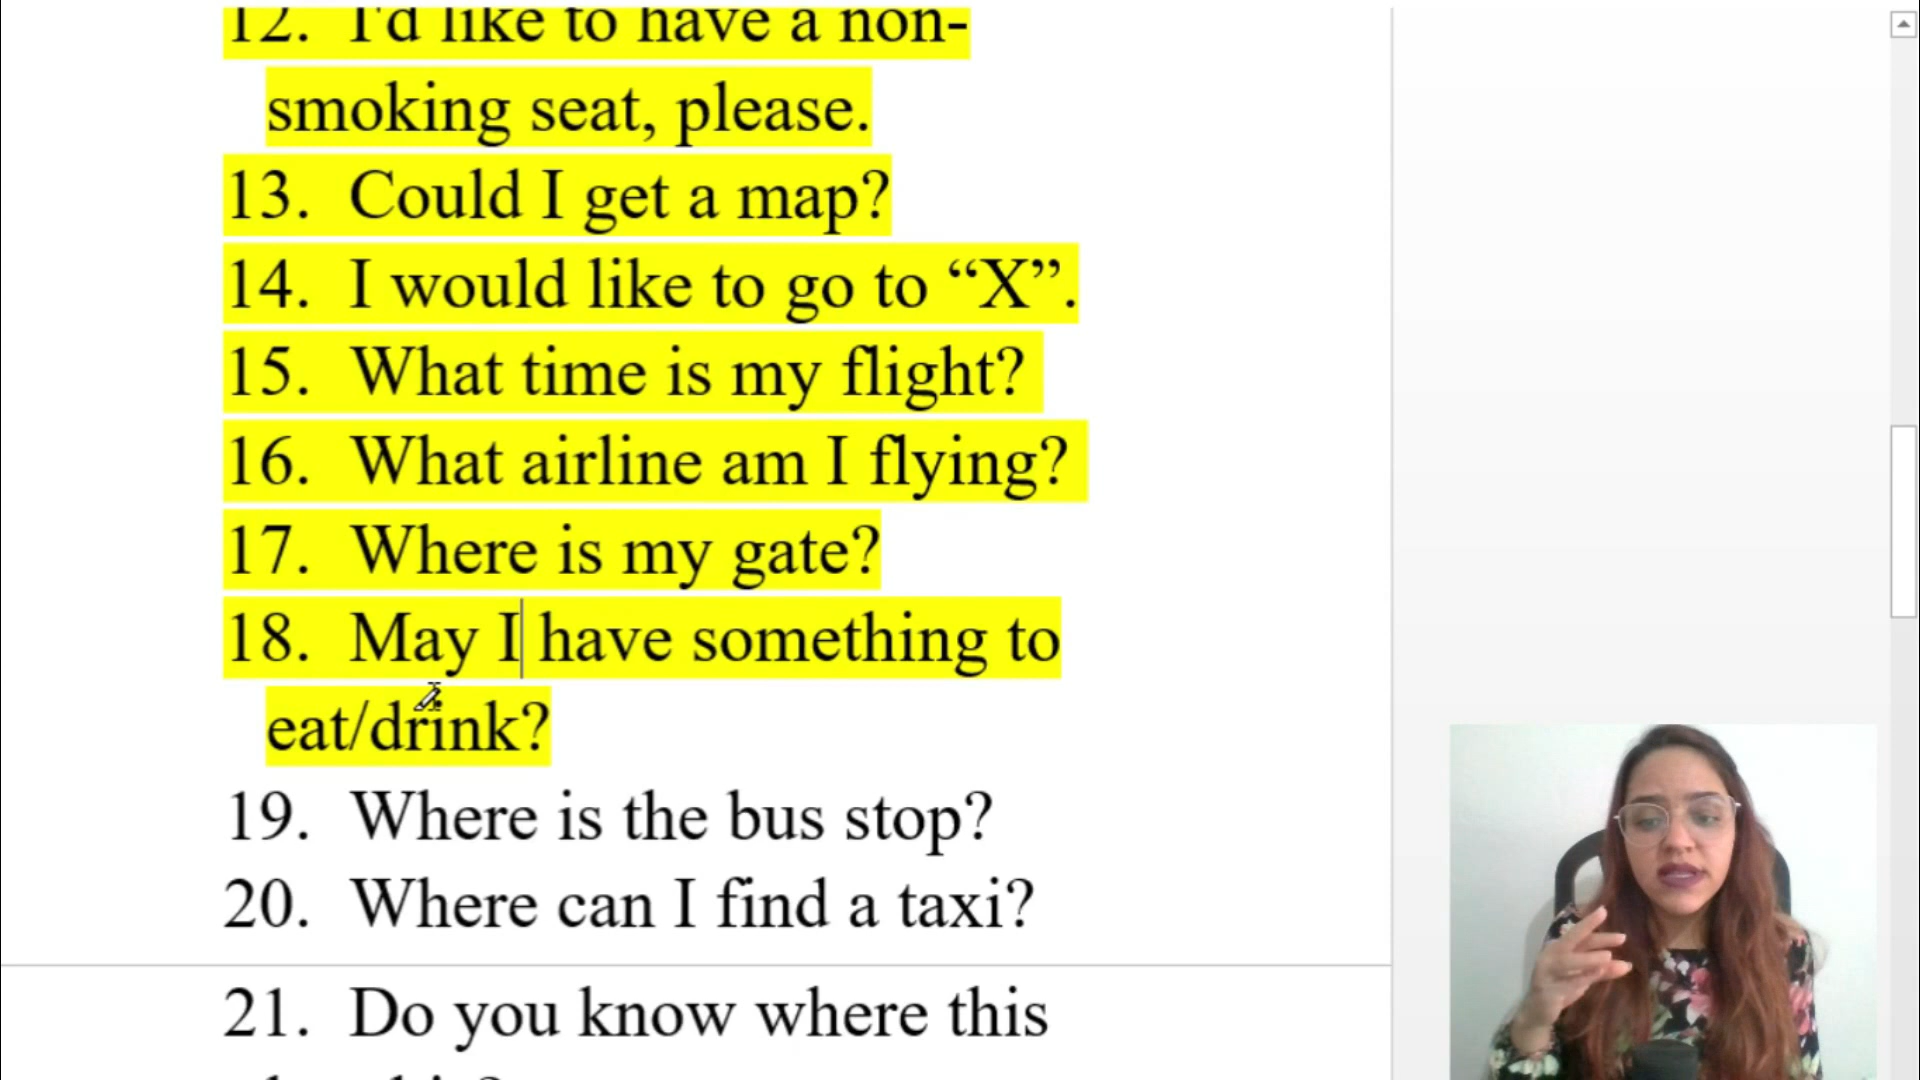 12. I'd like to have a non-
smoking seat, please.
13. Could I get a map?
14. I would like to go to “X”.
15. What time is my flight?
16. What airline am I flying?
17. Where is my gate?
18. May I have something to
eat/drink?
19. Where is the bus stop?
20. Where can I find a taxi?
21. Do you know where this